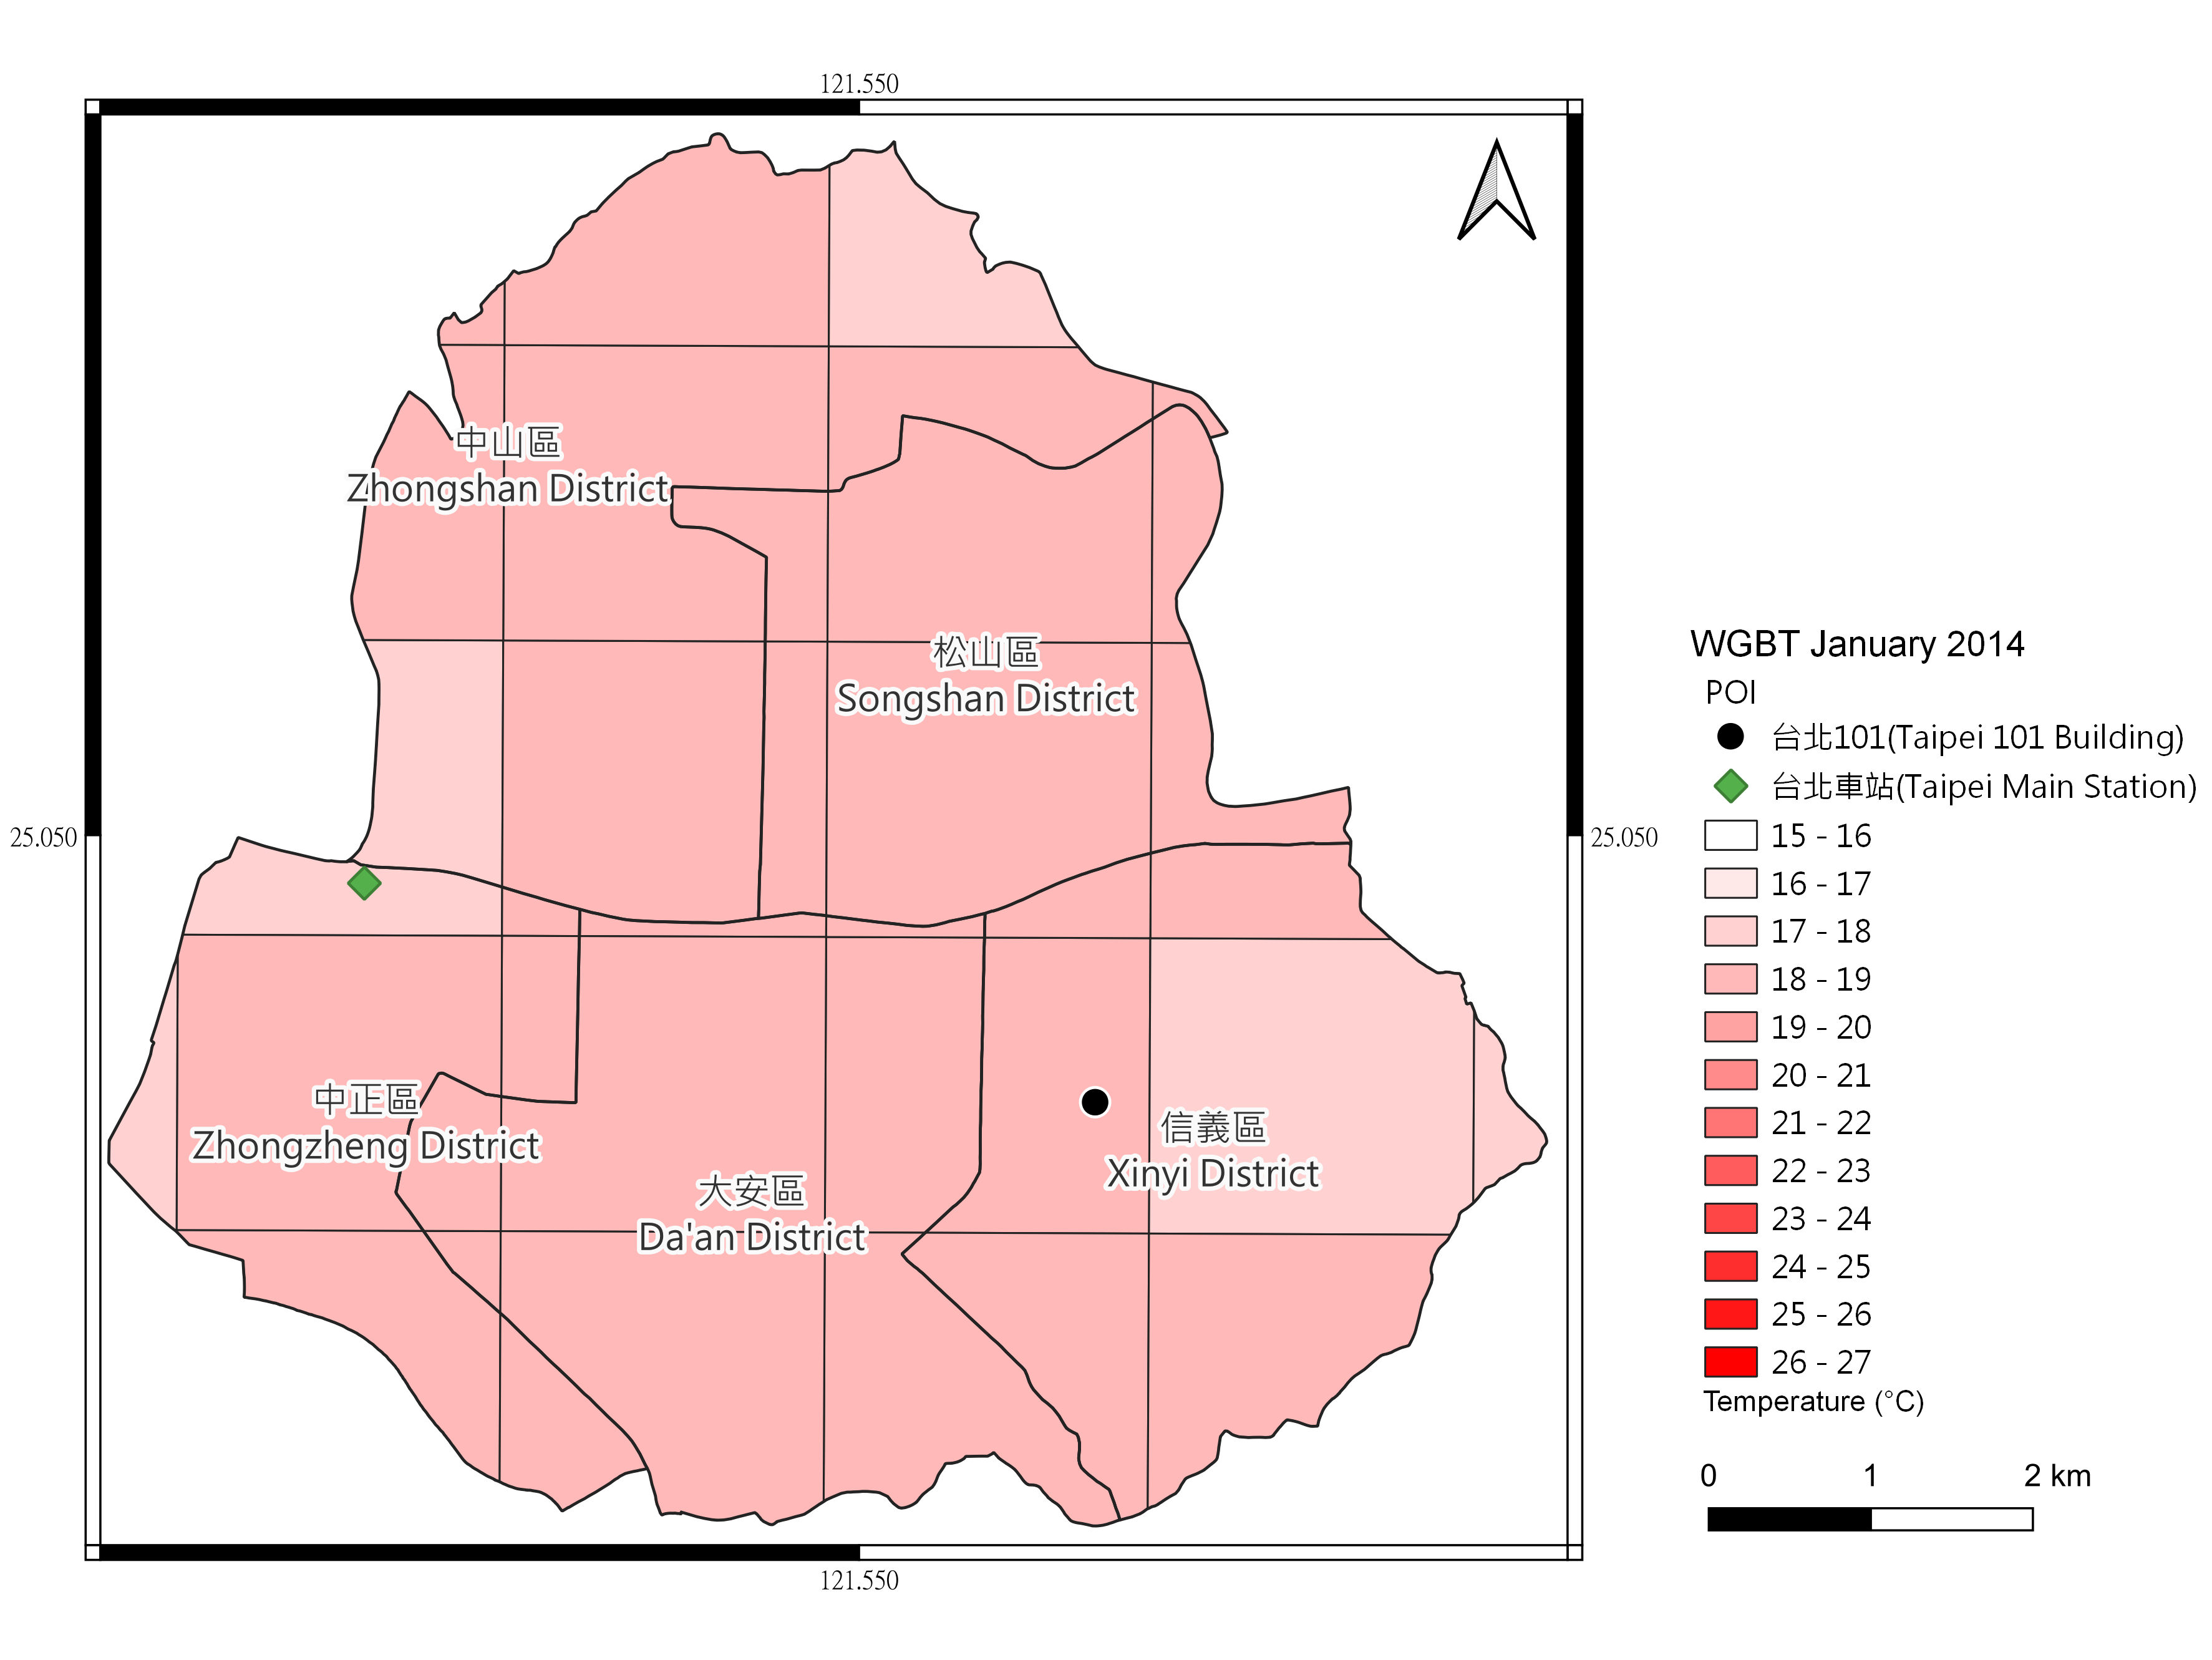 121.550
中山區
Zhongshan District
松山區
Songshan District
25.050
25.050
中正區
Zhongzheng District
信義區
Xinyi District
大安區
Da'an District
121.550
WGBT January 2014
POI
台北101(Taipei 101 Building)
台北車站(Taipei Main Station)
15 - 16
16 - 17
17 - 18
18 - 19
19 - 20
20 - 21
21 - 22
22 - 23
23 - 24
24 - 25
25 - 26
26 - 27
Temperature (°C)
0 1 2 km